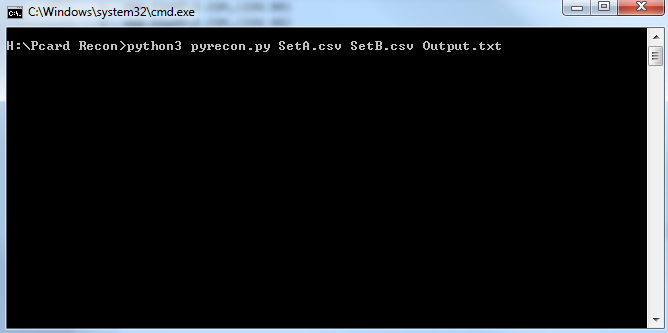 C:\Windows\system32\cmd.exe
H:\Pcard Recon>python3 pyrecon.py SetA.csv SetB.csv Output.txt